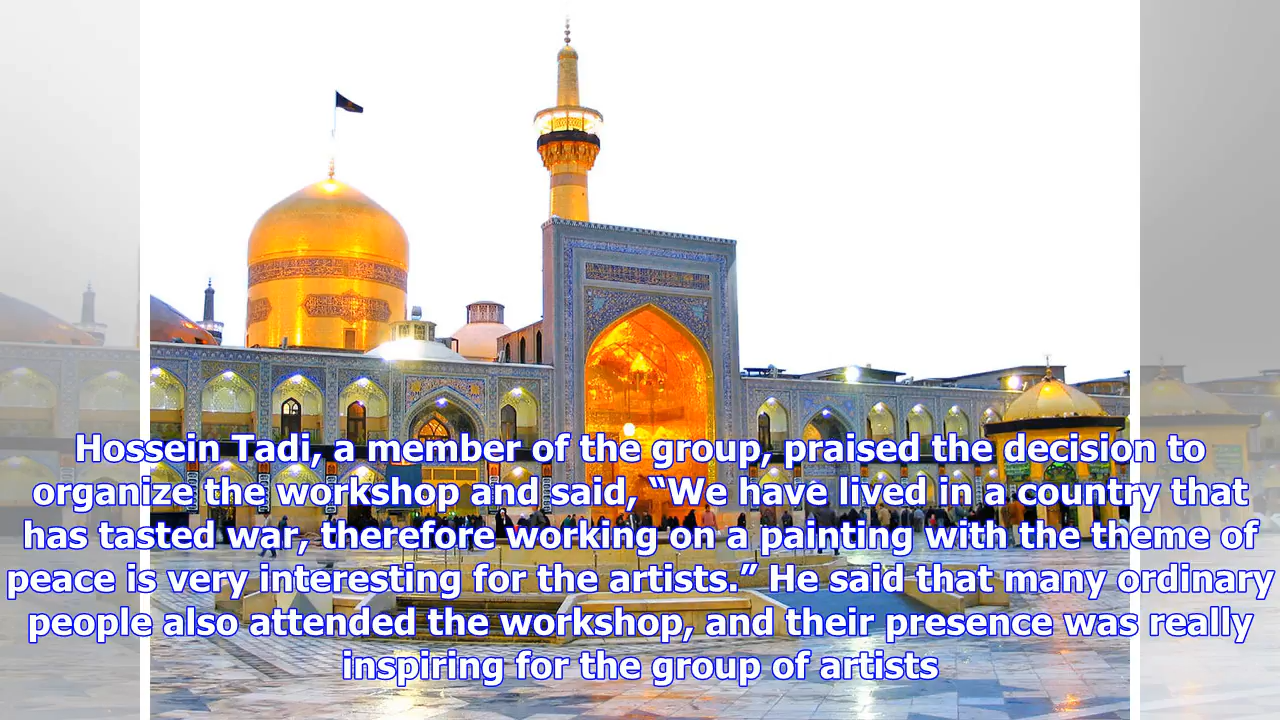 Hossein Tadi, a member of the group, praised the decision to
organize the workshop and said, “We have lived in a country that
has tasted war, therefore working on a painting with the theme of
peace is very interesting for the artists.” He said that many ordinary
people also attended the workshop, and their presence was really
inspiring for the group of artists